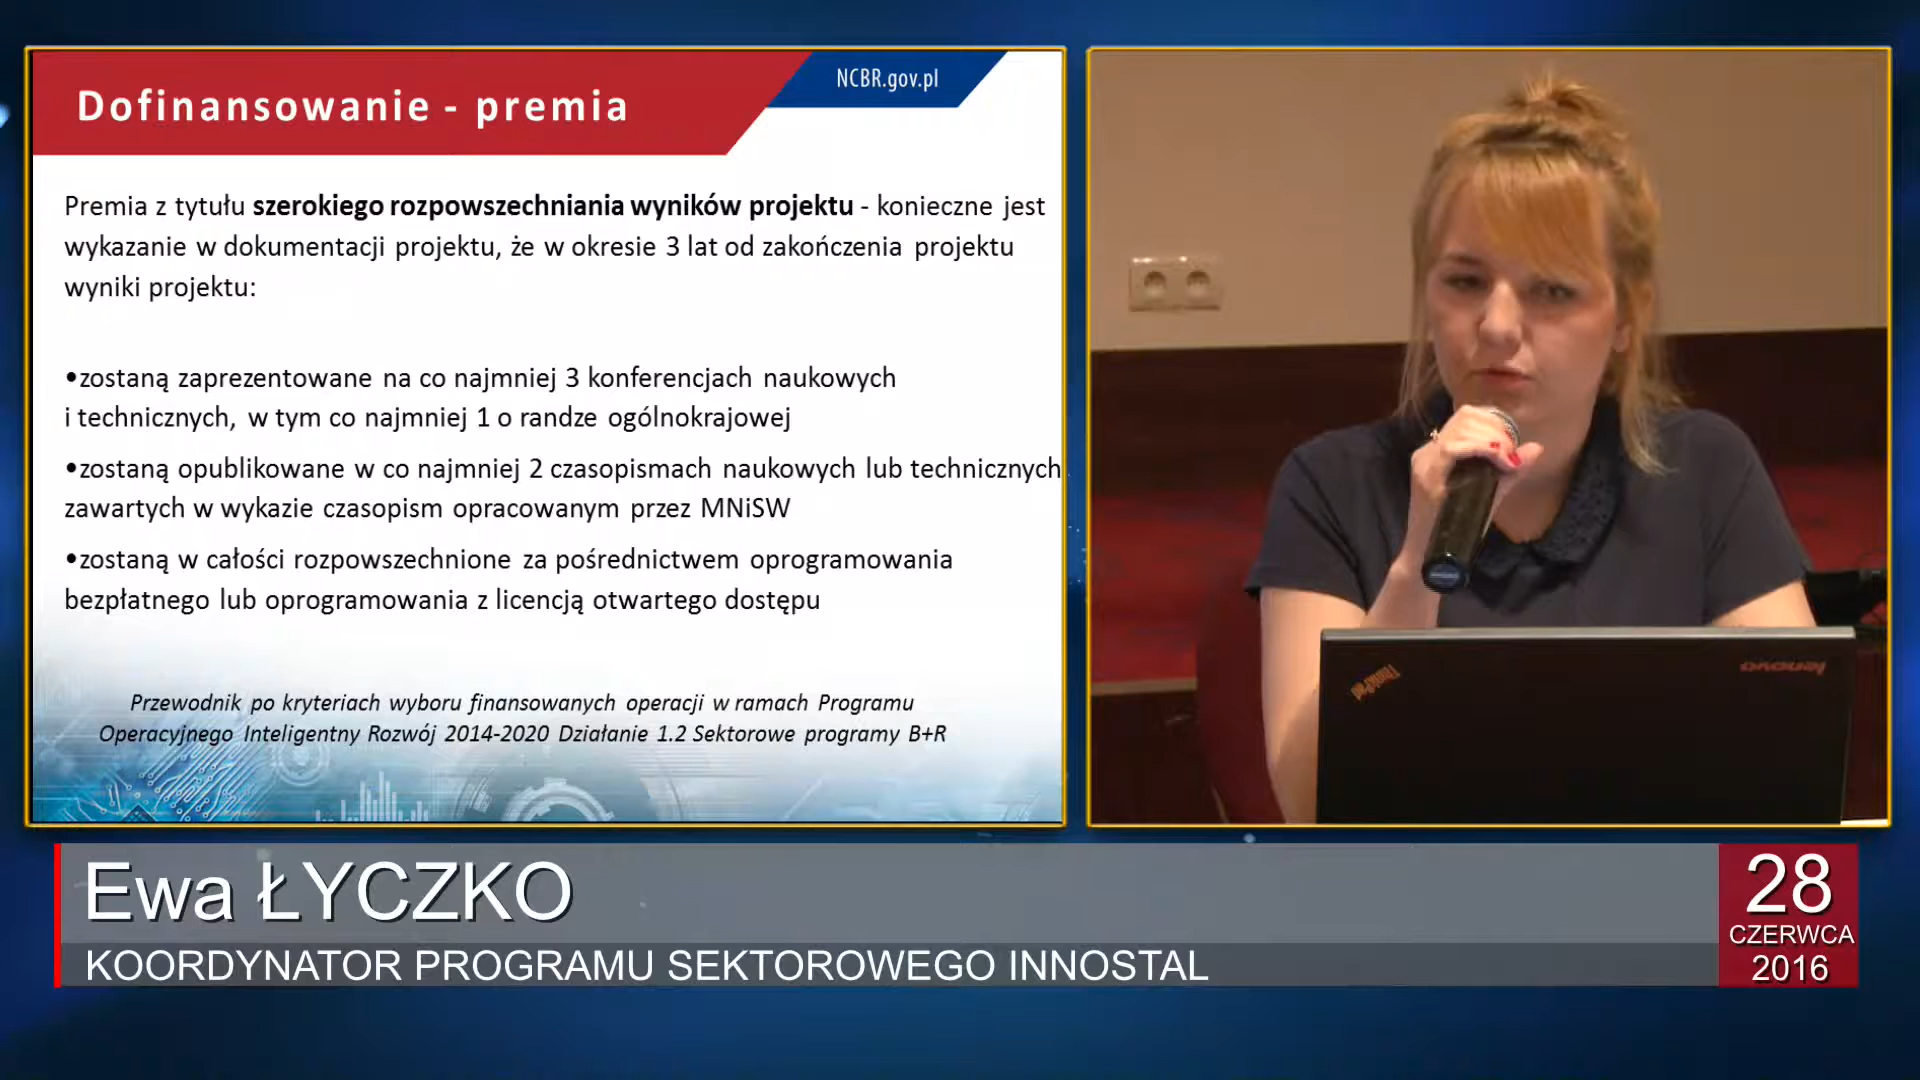 Dofinansowanie - premia
NCBR.gov.pl
Premia z tytułu szerokiego rozpowszechniania wyników projektu - konieczne jest
wykazanie w dokumentacji projektu, że w okresie 3 lat od zakończenia projektu
wyniki projektu:
•zostaną zaprezentowane na co najmniej 3 konferencjach naukowych
i technicznych, w tym co najmniej 1 o randze ogólnokrajowej
•zostaną opublikowane w co najmniej 2 czasopismach naukowych lub technicznych
zawartych w wykazie czasopism opracowanym przez MNiSW
•zostaną w całości rozpowszechnione za pośrednictwem oprogramowania
bezpłatnego lub oprogramowania z licencją otwartego dostępu
Przewodnik po kryteriach wyboru finansowanych operacji w ramach Programu
Operacyjnego Inteligentny Rozwój 2014-2020 Działanie 1.2 Sektorowe programy B+R
ThinkPad
lenovo
Ewa ŁYCZKO
KOORDYNATOR PROGRAMU SEKTOROWEGO INNOSTAL
28
CZERWCA
2016